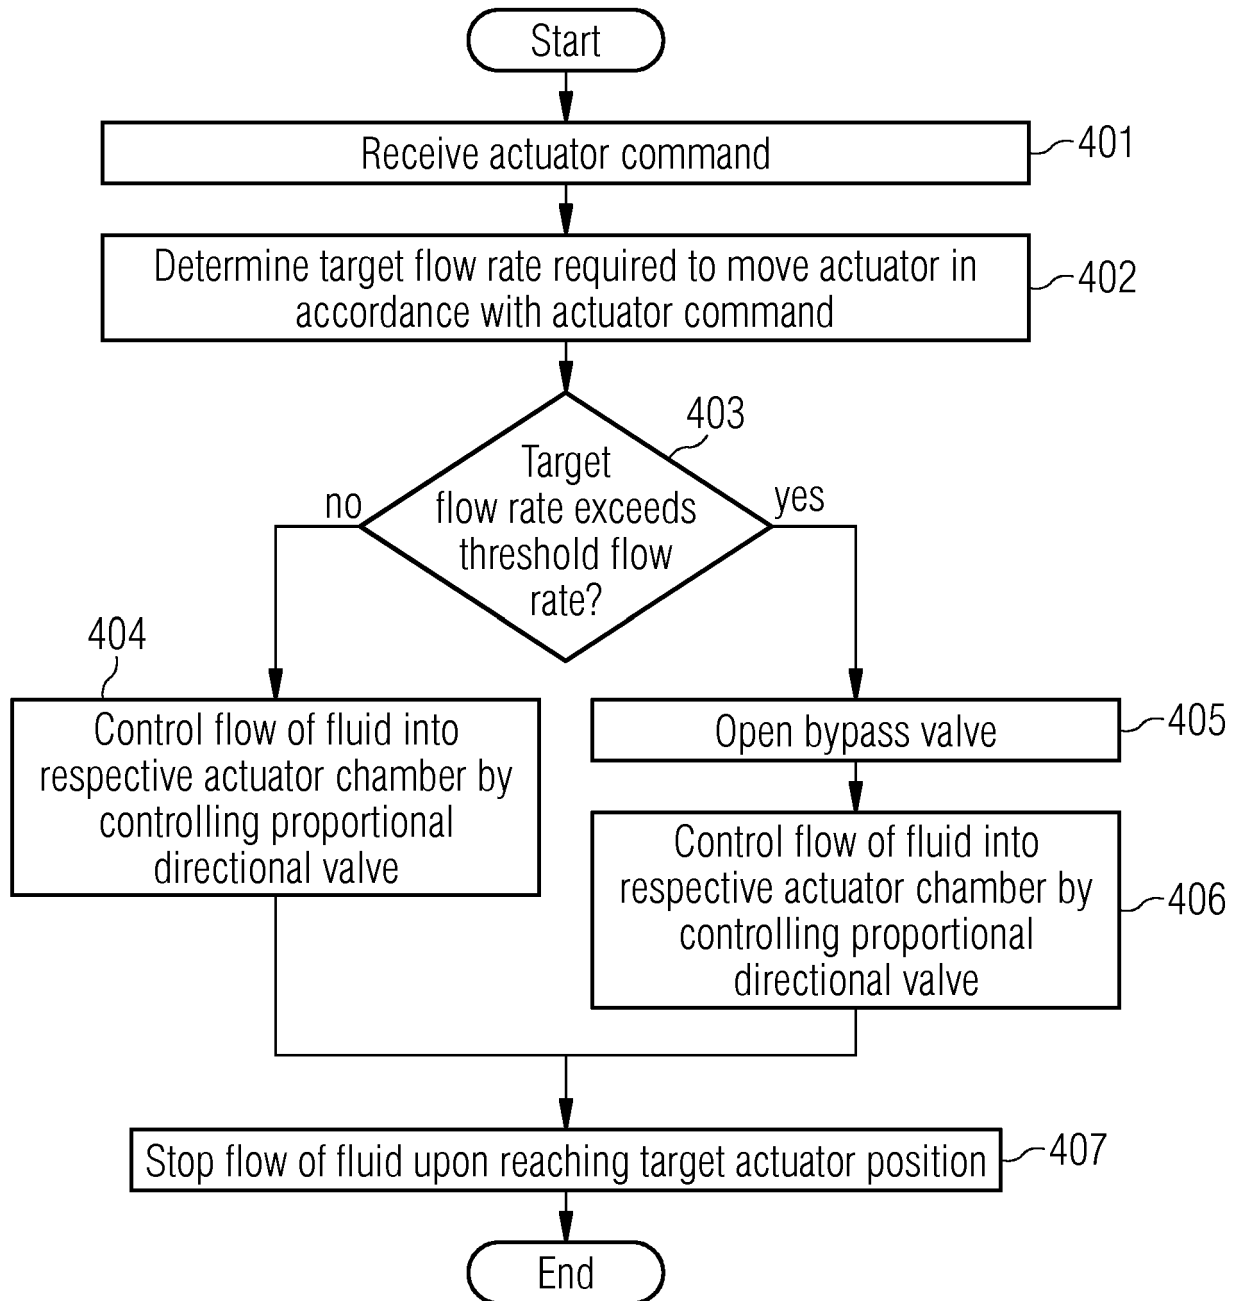 Start
Receive actuator command
401
Determine target flow rate required to move actuator in
accordance with actuator command
402
403
Target
flow rate exceeds
threshold flow
rate?
no
yes
404
Control flow of fluid into
respective actuator chamber by
controlling proportional
directional valve
Open bypass valve
405
Control flow of fluid into
respective actuator chamber by
controlling proportional
directional valve
406
Stop flow of fluid upon reaching target actuator position
407
End